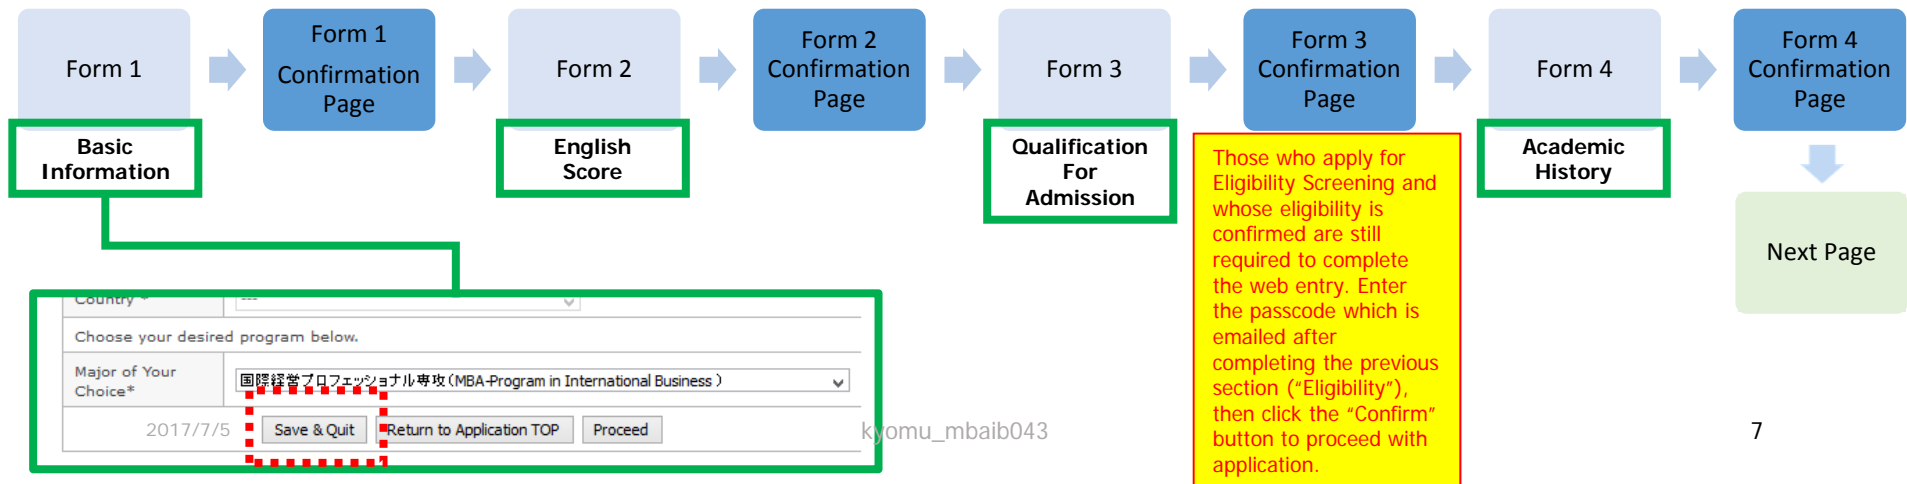 Form 1
Form 1
Confirmation
Page
Form 2
Form 2
Confirmation
Page
Form 3
Form 3
Confirmation
Page
Form 4
Form 4
Confirmation
Page
Basic
Information
English
Score
Qualification
For
Admission
Those who apply for
Eligibility Screening and
whose eligibility is
confirmed are still
required to complete
the web entry. Enter
the passcode which is
emailed after
completing the previous
section (“Eligibility”),
then click the “Confirm”
button to proceed with
application.
Academic
History
Next Page
Country * ---
Choose your desired program below.
Major of Your
Choice*
国際経営プロフェッショナル専攻(MBA-Program in International Business )
2017/7/5
Save & Quit
Return to Application TOP
Proceed
kyomu_mbaib043
7